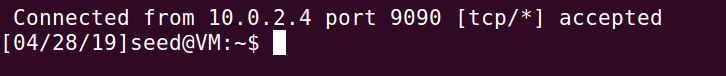 Connected from 10.0.2.4 port 9090 [tcp/*] accepted
[04/28/19]seed@VM:~$